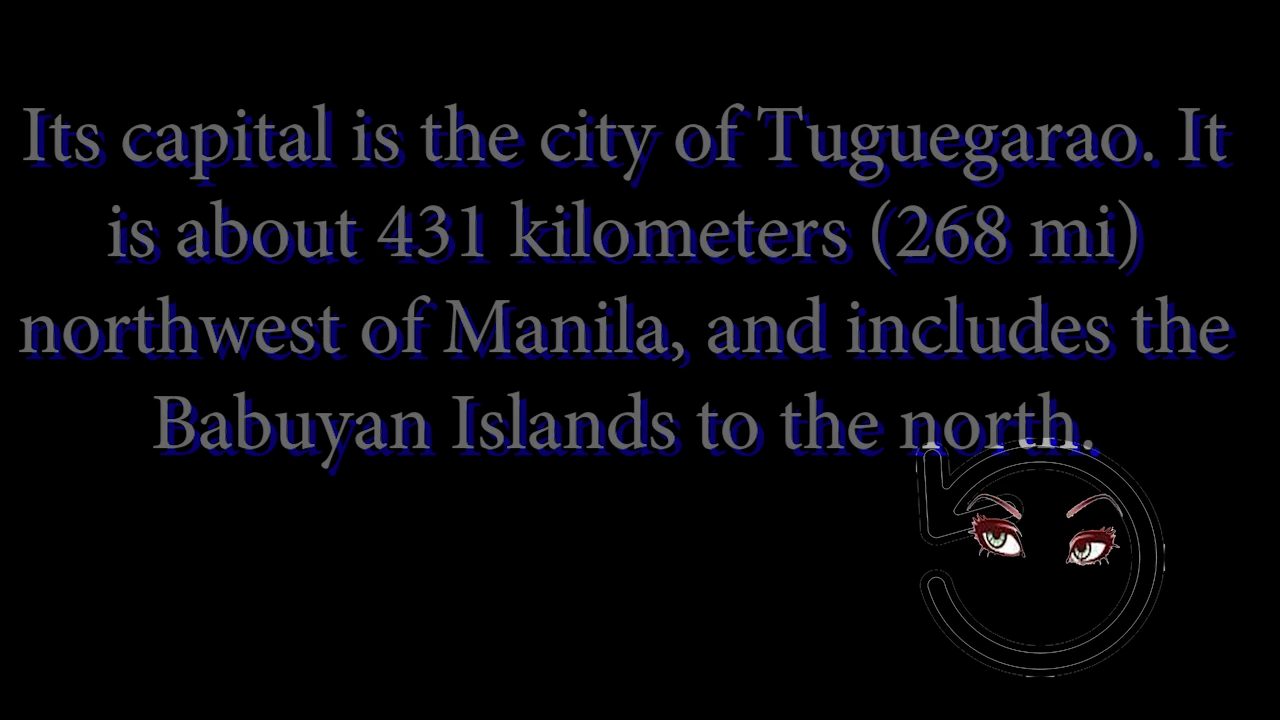 Its capital is the city of Tuguegarao. It
is about 431 kilometers (268 mi)
northwest of Manila, and includes the
Babuyan Islands to the north.